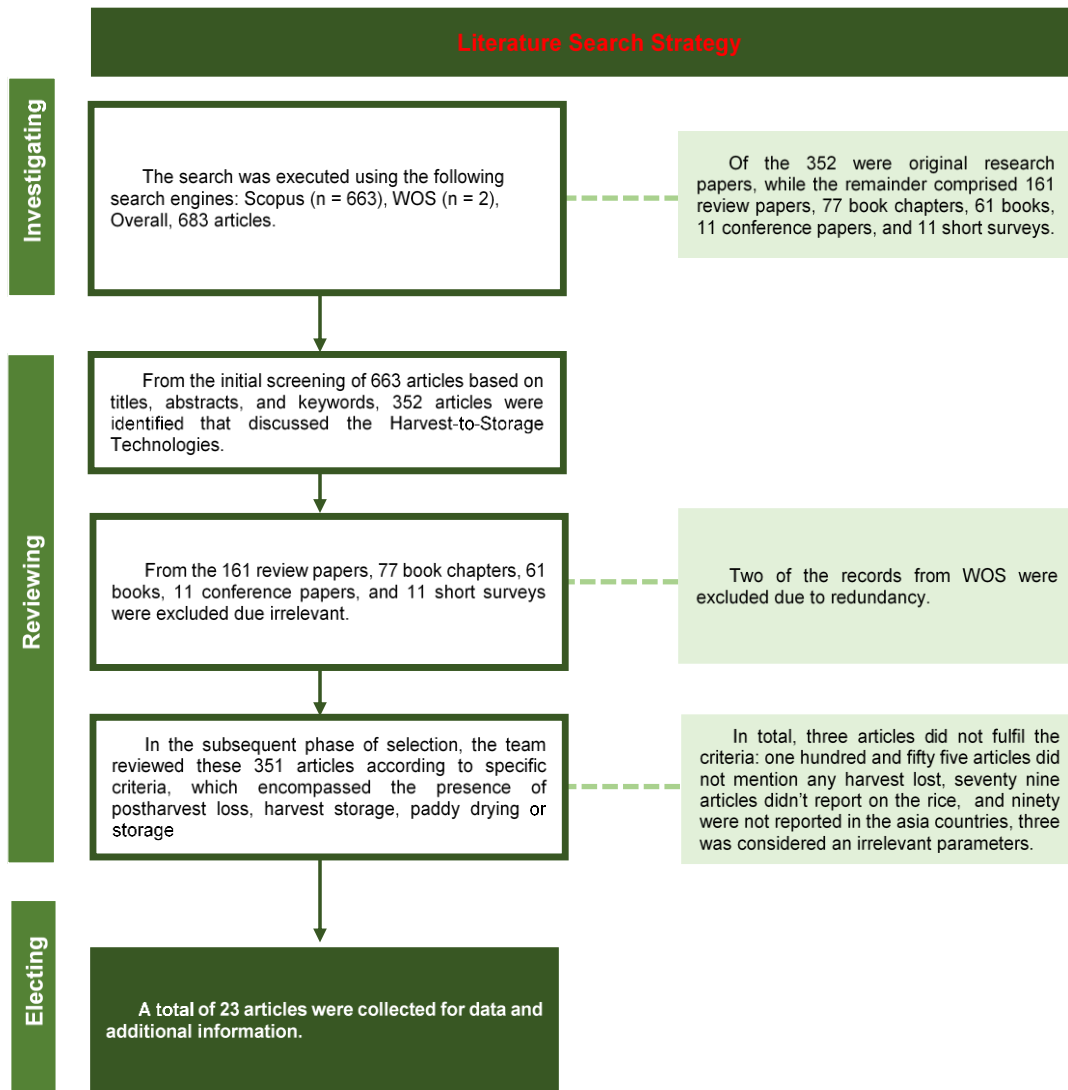 Literature Search Strategy
Investigating
The search was executed using the following
search engines: Scopus (n = 663), WOS (n = 2),
Overall, 683 articles.
Of the 352 were original research
papers, while the remainder comprised 161
review papers, 77 book chapters, 61 books,
11 conference papers, and 11 short surveys.
Reviewing
From the initial screening of 663 articles based on
titles, abstracts, and keywords, 352 articles were
identified that discussed the Harvest-to-Storage
Technologies.
From the 161 review papers, 77 book chapters, 61
books, 11 conference papers, and 11 short surveys
were excluded due irrelevant.
Two of the records from WOS were
excluded due to redundancy.
In the subsequent phase of selection, the team
reviewed these 351 articles according to specific
criteria, which encompassed the presence of
postharvest loss, harvest storage, paddy drying or
storage
In total, three articles did not fulfil the
criteria: one hundred and fifty five articles did
not mention any harvest lost, seventy nine
articles didn’t report on the rice, and ninety
were not reported in the asia countries, three
was considered an irrelevant parameters.
Electing
A total of 23 articles were collected for data and
additional information.